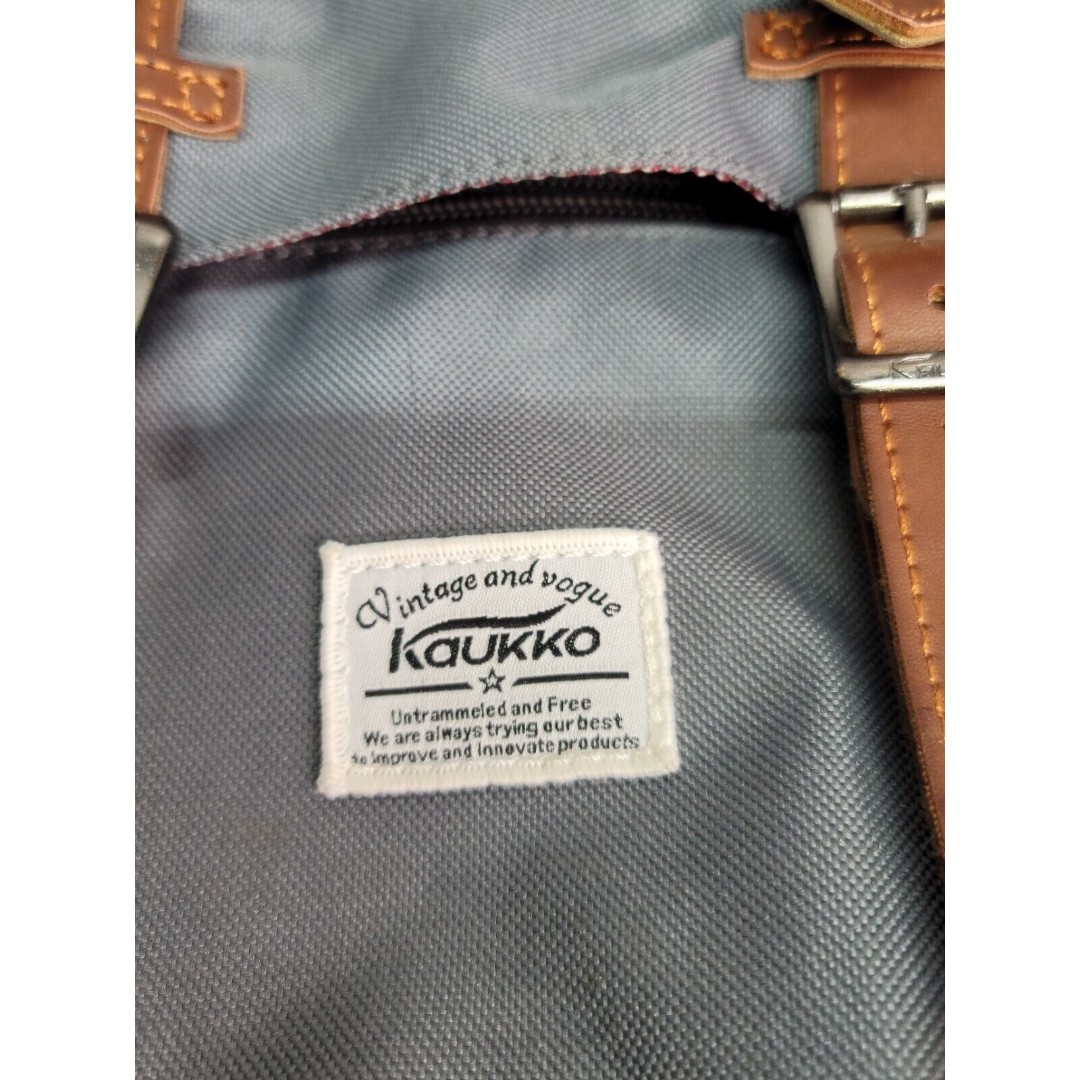 Vintage and vogue
Kaukko
Untrammeled and Free
We are always trying our best
to improve and innovate products